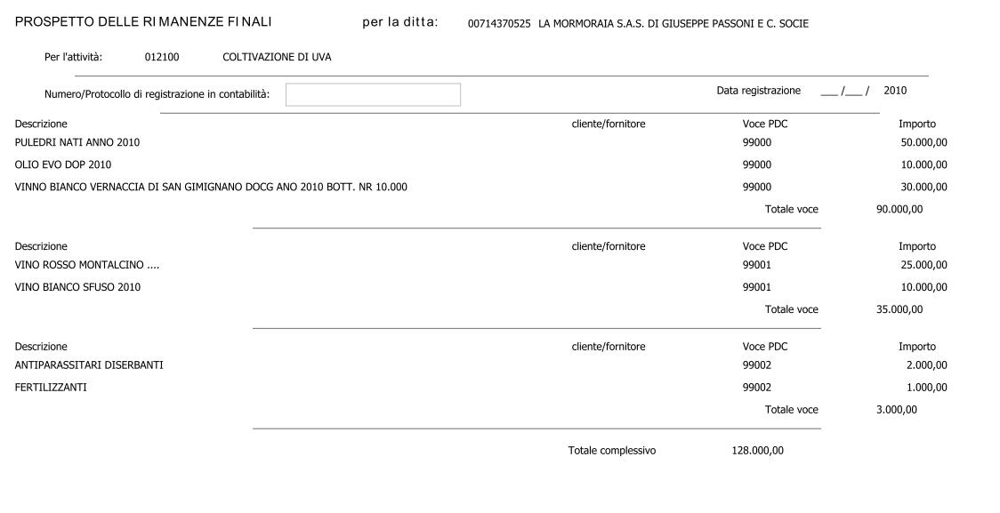 PROSPETTO DELLE RIMANENZE FINALI per la ditta: 00714370525 LA MORMORAIA S.A.S. DI GIUSEPPE PASSONI E C. SOCIE
Per l'attività: 012100 COLTIVAZIONE DI UVA
Numero/Protocollo di registrazione in contabilità: Data registrazione ___ /___ / 2010
Descrizione cliente/fornitore Voce PDC Importo
PULEDRI NATI ANNO 2010 99000 50.000,00
OLIO EVO DOP 2010 99000 10.000,00
VINNO BIANCO VERNACCIA DI SAN GIMIGNANO DOCG ANO 2010 BOTT. NR 10.000 99000 30.000,00
Totale voce 90.000,00
Descrizione cliente/fornitore Voce PDC Importo
VINO ROSSO MONTALCINO .... 99001 25.000,00
VINO BIANCO SFUSO 2010 99001 10.000,00
Totale voce 35.000,00
Descrizione cliente/fornitore Voce PDC Importo
ANTIPARASSITARI DISERBANTI 99002 2.000,00
FERTILIZZANTI 99002 1.000,00
Totale voce 3.000,00
Totale complessivo 128.000,00